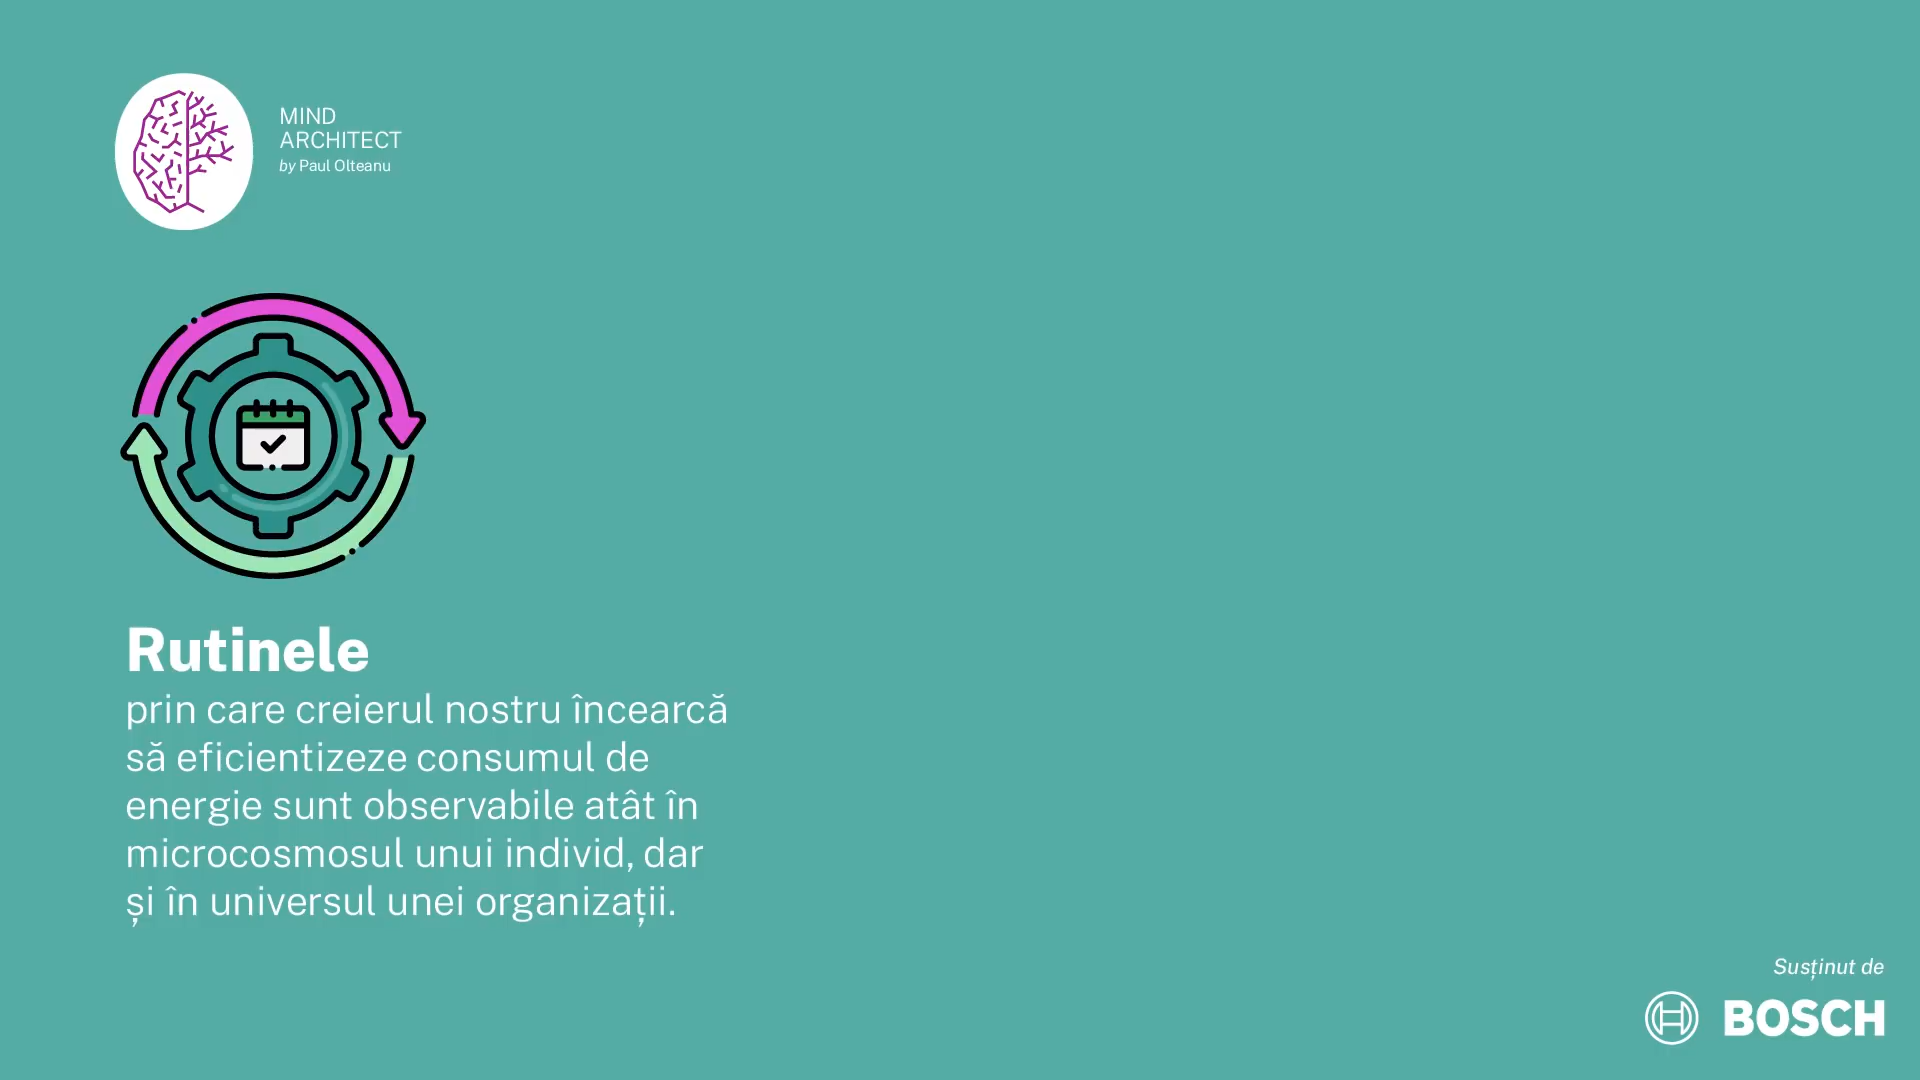 MIND
ARCHITECT
by Paul Olteanu
Rutinele
prin care creierul nostru încearcă
să eficientizeze consumul de
energie sunt observabile atât în
microcosmosul unui individ, dar
și în universul unei organizații.
Susținut de
BOSCH